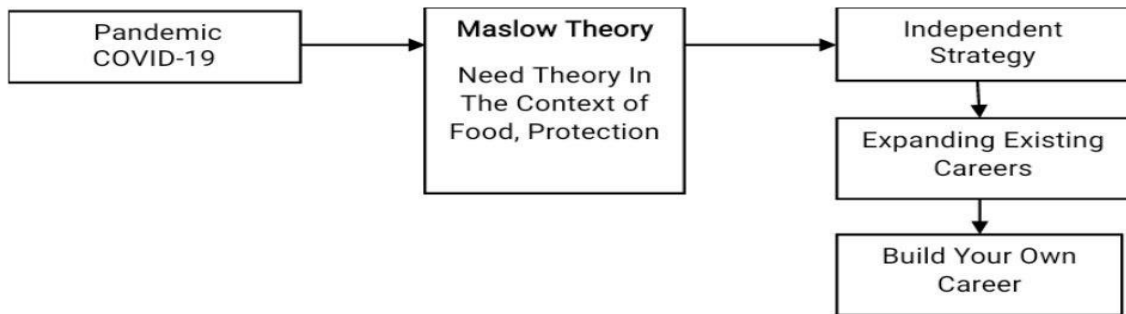 Pandemic
COVID-19
Maslow Theory
Need Theory In
The Context of
Food, Protection
Independent
Strategy
Expanding Existing
Careers
Build Your Own
Career